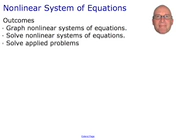 Nonlinear System of Equations
Outcomes
· Graph nonlinear systems of equations.
· Solve nonlinear systems of equations.
· Solve applied problems